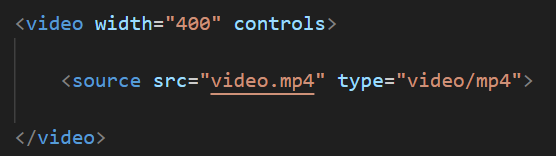 <video width="400" controls>
<source src="video.mp4" type="video/mp4">
</video>